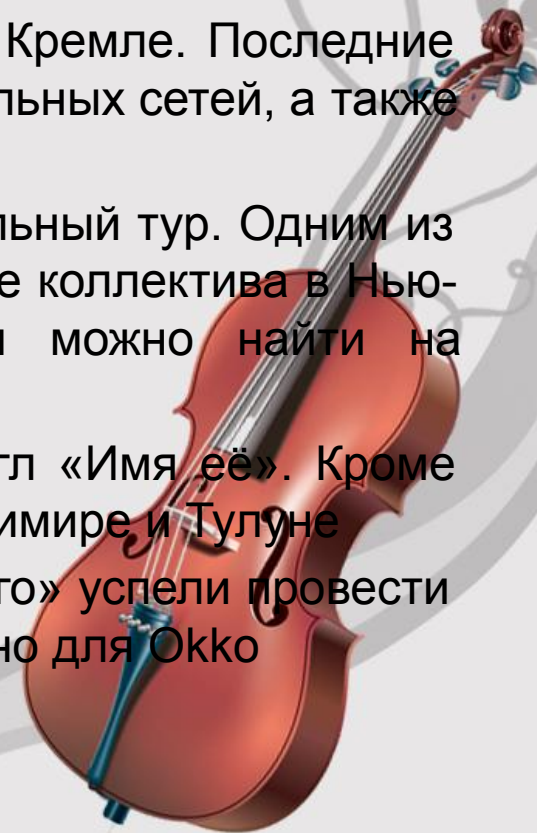 Кремле. Последние
льных сетей, а также
льный тур. Одним из
е коллектива в Нью-
и можно найти на
гл «Имя её». Кроме
имире и Тулуне
го» успели провести
но для Okko